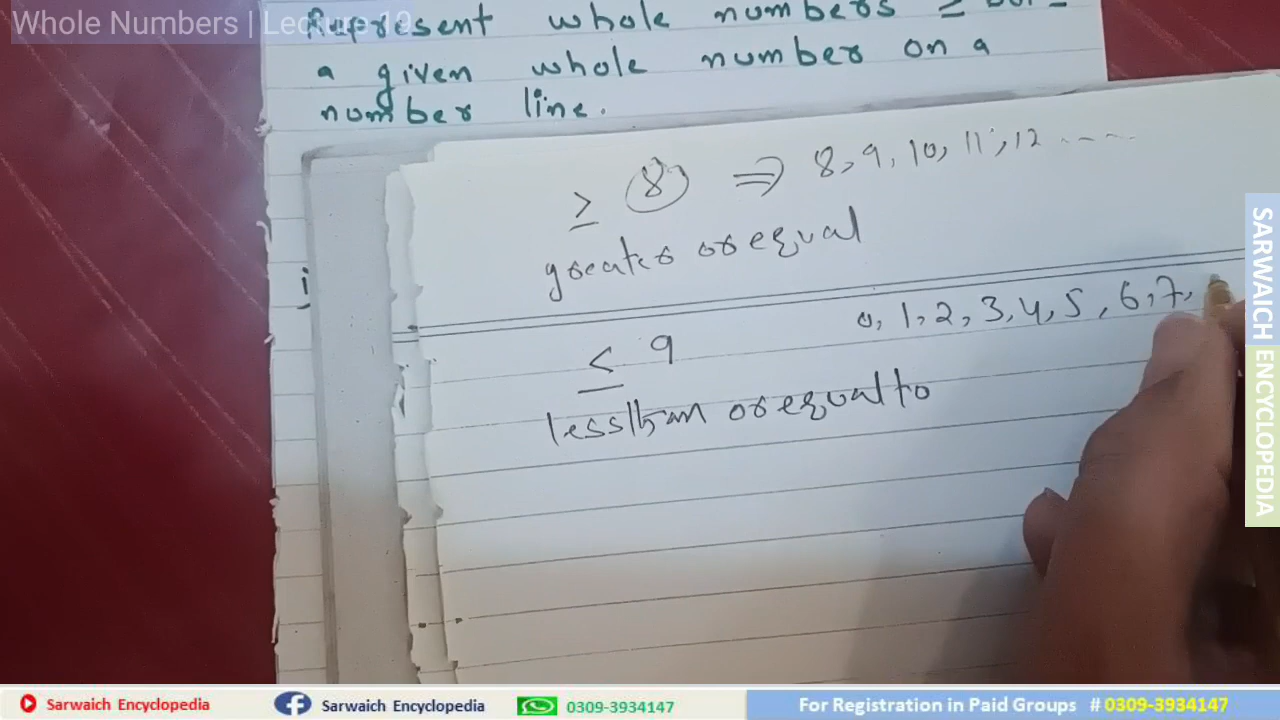 Whole Numbers | Lecture 19
Represent whole numbers ≥ or ≤
a given whole number on a
number line.
≥ 8 ⇒ 8, 9, 10, 11, 12 .....
greater or equal
0, 1, 2, 3, 4, 5, 6, 7,
≤ 9
less than or equal to
SARWAICH ENCYCLOPEDIA
Sarwaich Encyclopedia
Sarwaich Encyclopedia
0309-3934147
For Registration in Paid Groups # 0309-3934147